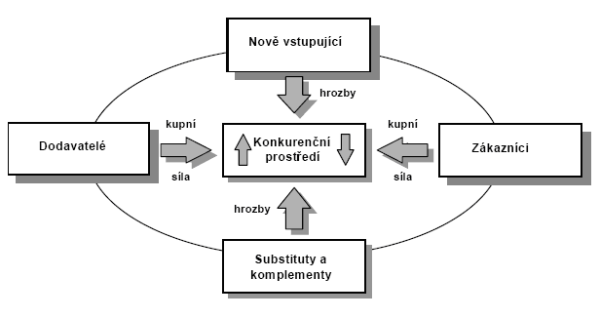 Nově vstupující
hrozby
kupní
Dodavatelé
síla
Konkurenční
prostředí
kupní
Zákazníci
síla
hrozby
Substituty a
komplementy